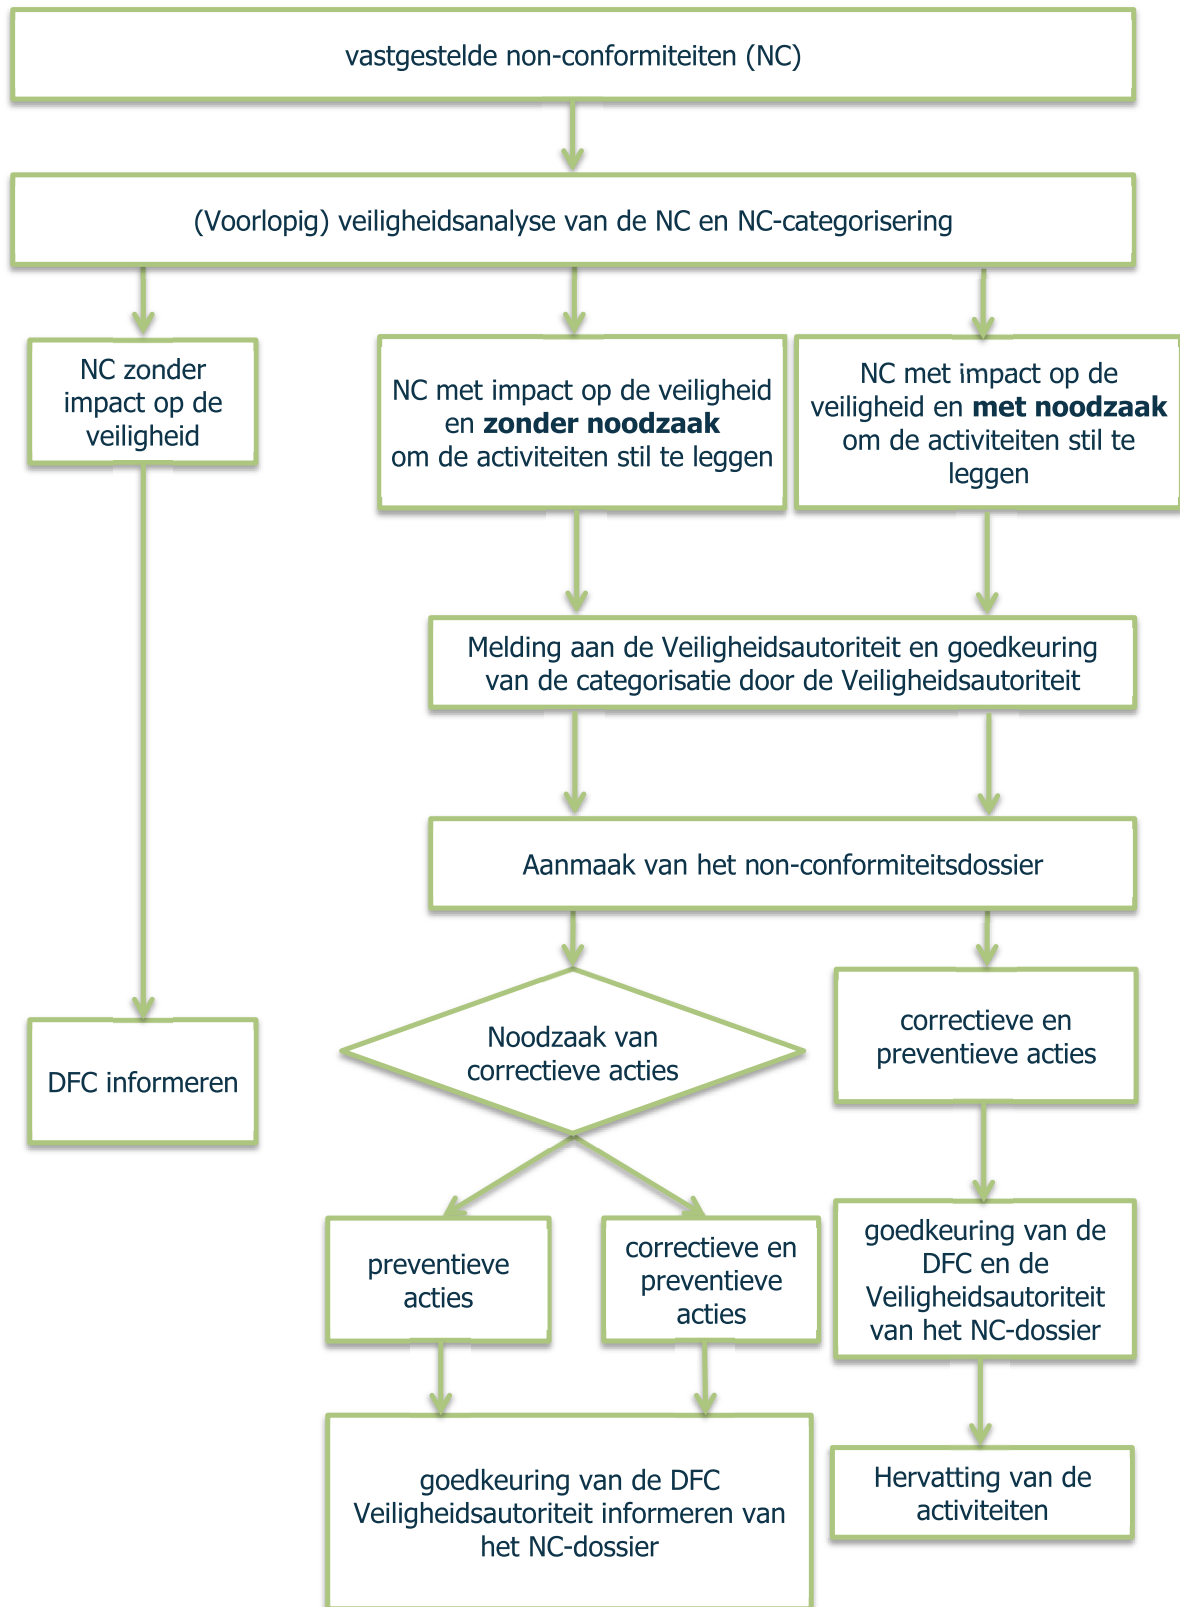 vastgestelde non-conformiteiten (NC)
(Voorlopig) veiligheidsanalyse van de NC en NC-categorisering
NC zonder
impact op de
veiligheid
NC met impact op de veiligheid
en zonder noodzaak
om de activiteiten stil te leggen
NC met impact op de
veiligheid en met noodzaak
om de activiteiten stil te
leggen
Melding aan de Veiligheidsautoriteit en goedkeuring
van de categorisatie door de Veiligheidsautoriteit
Aanmaak van het non-conformiteitsdossier
DFC informeren
Noodzaak van
correctieve acties
correctieve en
preventieve acties
preventieve
acties
correctieve en
preventieve
acties
goedkeuring van de
DFC en de
Veiligheidsautoriteit
van het NC-dossier
goedkeuring van de DFC
Veiligheidsautoriteit informeren van
het NC-dossier
Hervatting van de
activiteiten